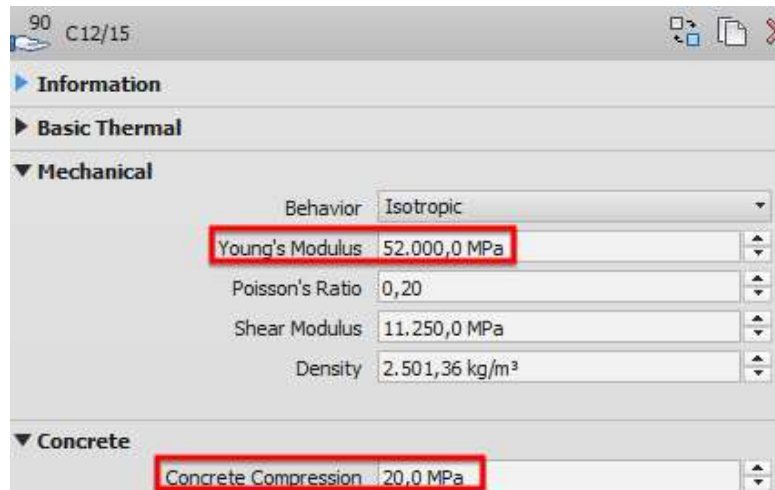 90
C12/15
Information
Basic Thermal
Mechanical
Behavior Isotropic
Young's Modulus 52.000,0 MPa
Poisson's Ratio 0,20
Shear Modulus 11.250,0 MPa
Density 2.501,36 kg/m³
Concrete
Concrete Compression 20,0 MPa